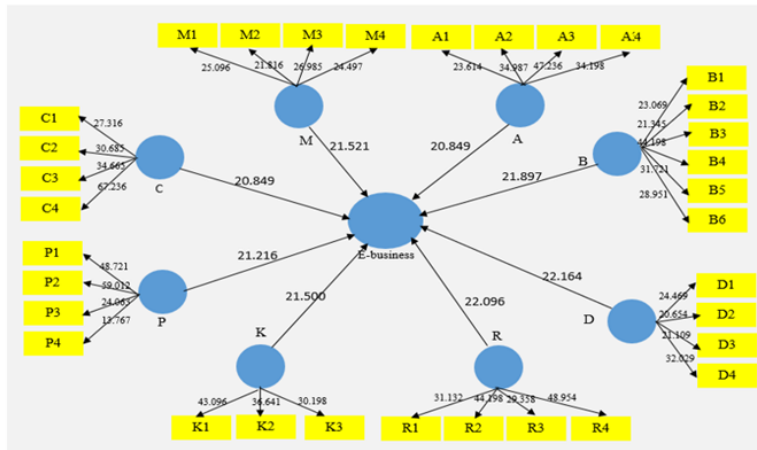 M1 M2 M3 M4 A1 A2 A3 A4
25.096 21.816 26.985 24.497 23.614 34.987 47.236 34.198
M A
C1
C2
C3
C4
27.316
30.685
34.665
67.236
C
B1
B2
B3
B4
B5
B6
23.069
21.345
44.198
31.721
28.951
B
21.521 20.849
20.849 21.897
E-business
P1
P2
P3
P4
48.721
59.012
24.065
13.767
P
21.216 22.164
21.500 22.096
D1
D2
D3
D4
24.469
20.654
21.109
32.029
D
K R
43.096 36.641 30.198 31.132 44.198 29.358 48.954
K1 K2 K3 R1 R2 R3 R4